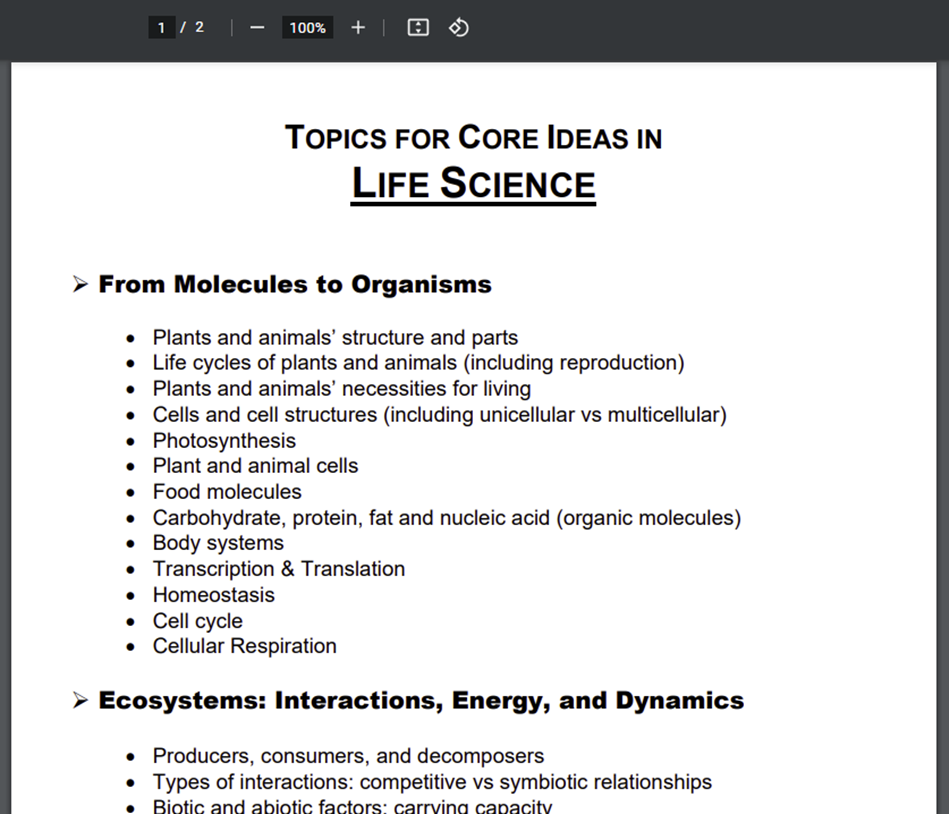 1 / 2 — 100% +
TOPICS FOR CORE IDEAS IN
LIFE SCIENCE
➢ From Molecules to Organisms
• Plants and animals’ structure and parts
• Life cycles of plants and animals (including reproduction)
• Plants and animals’ necessities for living
• Cells and cell structures (including unicellular vs multicellular)
• Photosynthesis
• Plant and animal cells
• Food molecules
• Carbohydrate, protein, fat and nucleic acid (organic molecules)
• Body systems
• Transcription & Translation
• Homeostasis
• Cell cycle
• Cellular Respiration
➢ Ecosystems: Interactions, Energy, and Dynamics
• Producers, consumers, and decomposers
• Types of interactions: competitive vs symbiotic relationships
• Biotic and abiotic factors; carrying capacity